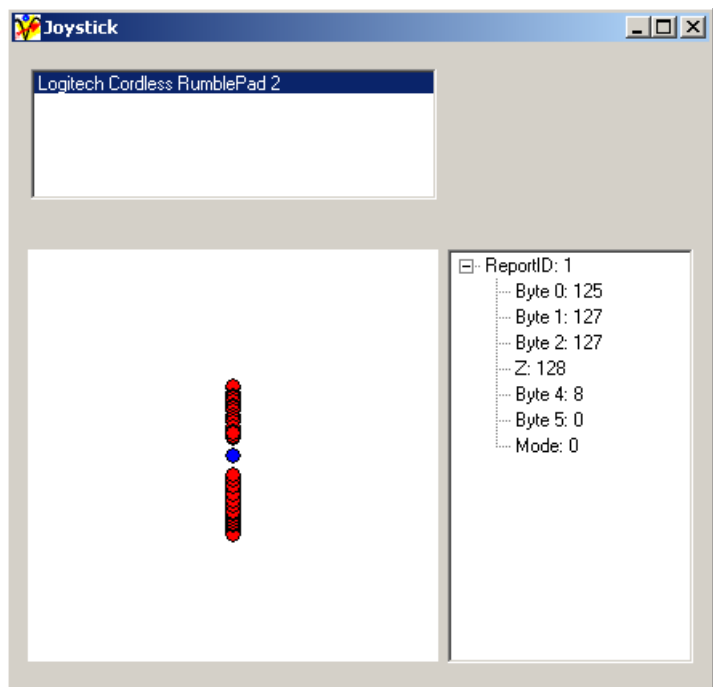 Joystick
Logitech Cordless RumblePad 2
ReportID: 1
Byte 0: 125
Byte 1: 127
Byte 2: 127
Z: 128
Byte 4: 8
Byte 5: 0
Mode: 0